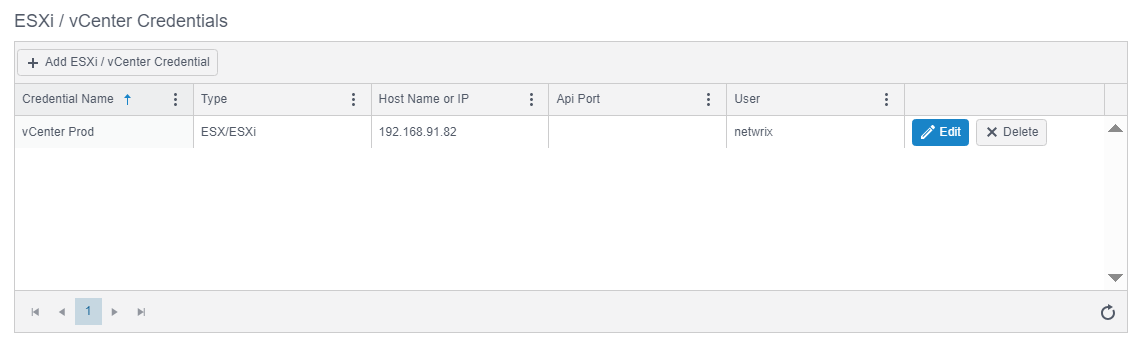 ESXi / vCenter Credentials
Add ESXi / vCenter Credential
Credential Name Type Host Name or IP Api Port User
vCenter Prod ESX/ESXi 192.168.91.82 netwrix Edit Delete
1